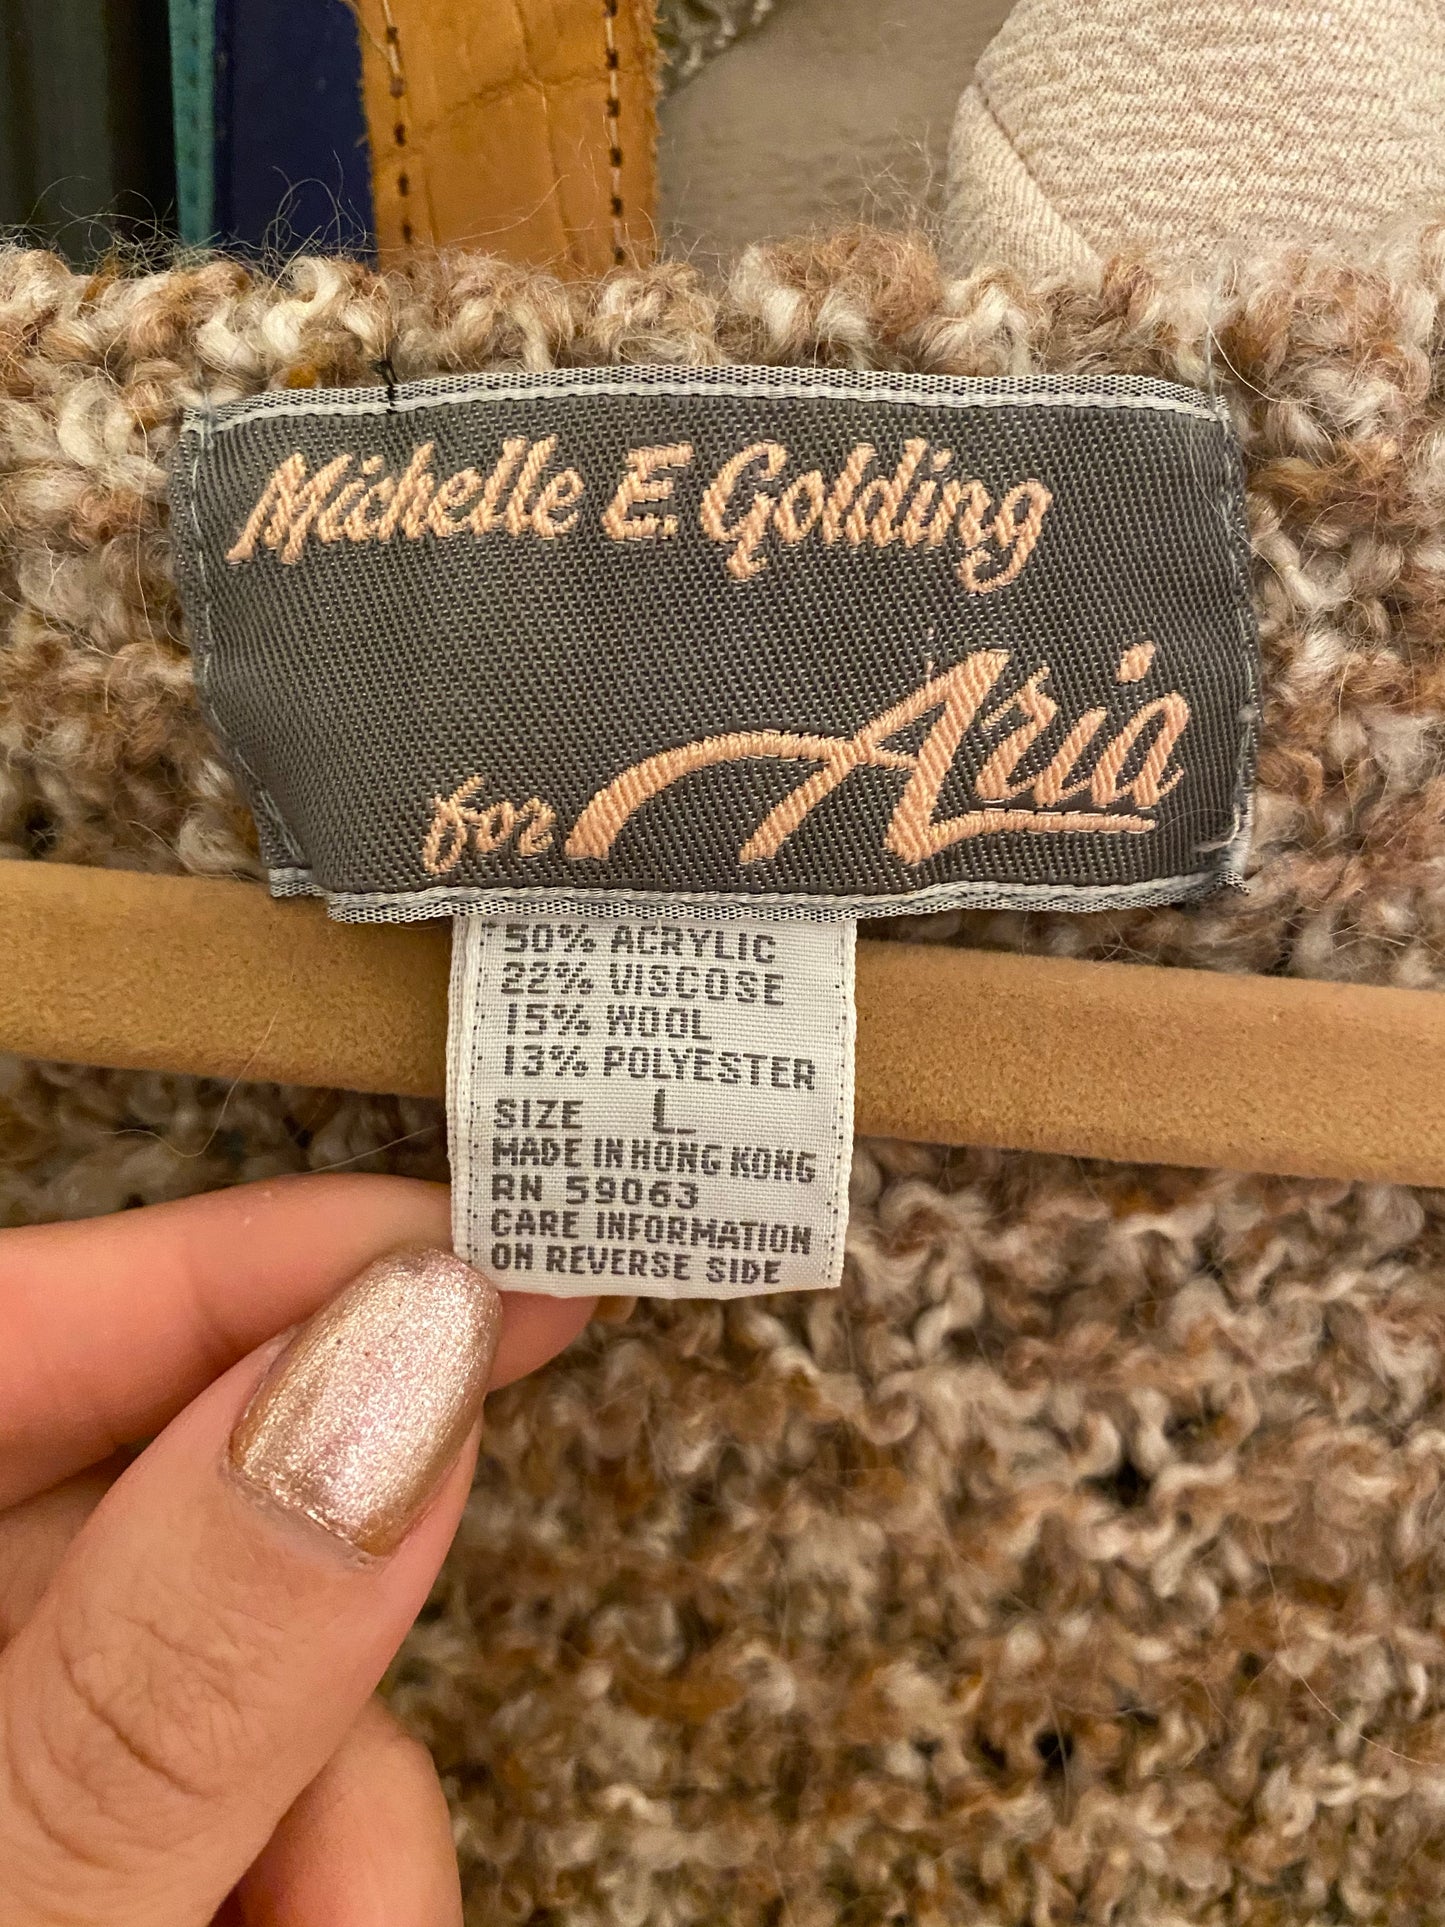 Michelle E Golding
for Aria
50% ACRYLIC
22% VISCOSE
15% WOOL
13% POLYESTER
SIZE L
MADE IN HONG KONG
RN 59063
CARE INFORMATION
ON REVERSE SIDE